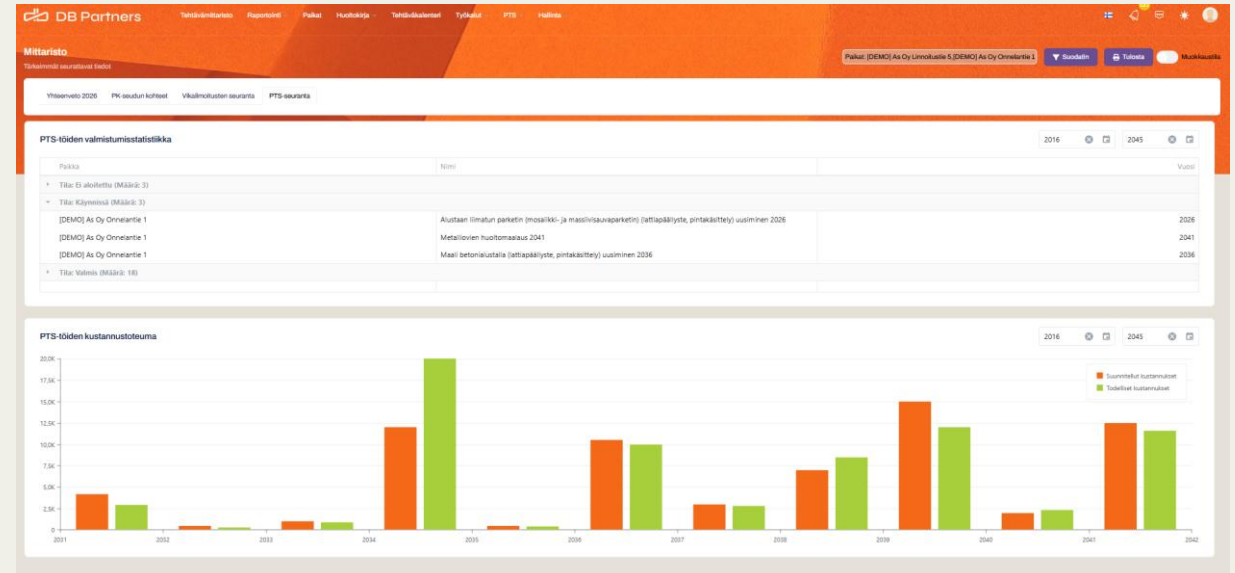 DB Partners
Tehtävämittaristo Raportointi Paikat Huoltokirja Tehtäväkalenteri Työkalut PTS Hallinta
Mittaristo
Tärkeimmät seurattavat tiedot
Paikat: [DEMO] As Oy Linnoitustie 5,[DEMO] As Oy Onnelantie 1
Suodatin
Tulosta
Muokkaustila
Yhteenveto 2026 PK-seudun kohteet Vikailmoitusten seuranta PTS-seuranta
PTS-töiden valmistumisstatistiikka
2016 2045
Paikka Nimi Vuosi
Tila: Ei aloitettu (Määrä: 3)
Tila: Käynnissä (Määrä: 3)
[DEMO] As Oy Onnelantie 1 Alustaan liimatun parketin (mosaiikki- ja massiivisauvaparketin) (lattiapäällyste, pintakäsittely) uusiminen 2026 2026
[DEMO] As Oy Onnelantie 1 Metalliovien huoltomaalaus 2041 2041
[DEMO] As Oy Onnelantie 1 Maali betonialustalla (lattiapäällyste, pintakäsittely) uusiminen 2036 2036
Tila: Valmis (Määrä: 18)
PTS-töiden kustannustoteuma
2016 2045
20,0K
17,5K
15,0K
12,5K
10,0K
7,5K
5,0K
2,5K
0
Suunnitellut kustannukset
Todelliset kustannukset
2031 2032 2033 2034 2035 2036 2037 2038 2039 2040 2041 2042